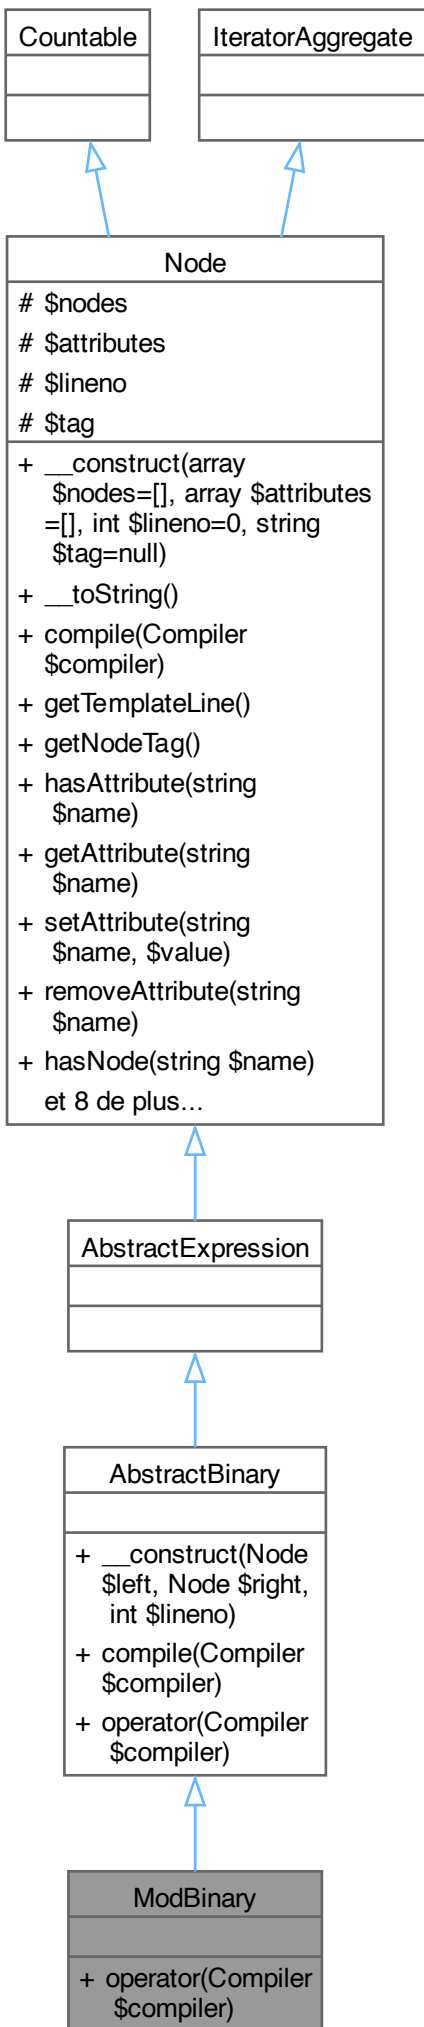 Countable
IteratorAggregate
Node
# $nodes
# $attributes
# $lineno
# $tag
+ __construct(array
$nodes=[], array $attributes
=[], int $lineno=0, string
$tag=null)
+ __toString()
+ compile(Compiler
$compiler)
+ getTemplateLine()
+ getNodeTag()
+ hasAttribute(string
$name)
+ getAttribute(string
$name)
+ setAttribute(string
$name, $value)
+ removeAttribute(string
$name)
+ hasNode(string $name)
et 8 de plus...
AbstractExpression
AbstractBinary
+ __construct(Node
$left, Node $right,
int $lineno)
+ compile(Compiler
$compiler)
+ operator(Compiler
$compiler)
ModBinary
+ operator(Compiler
$compiler)